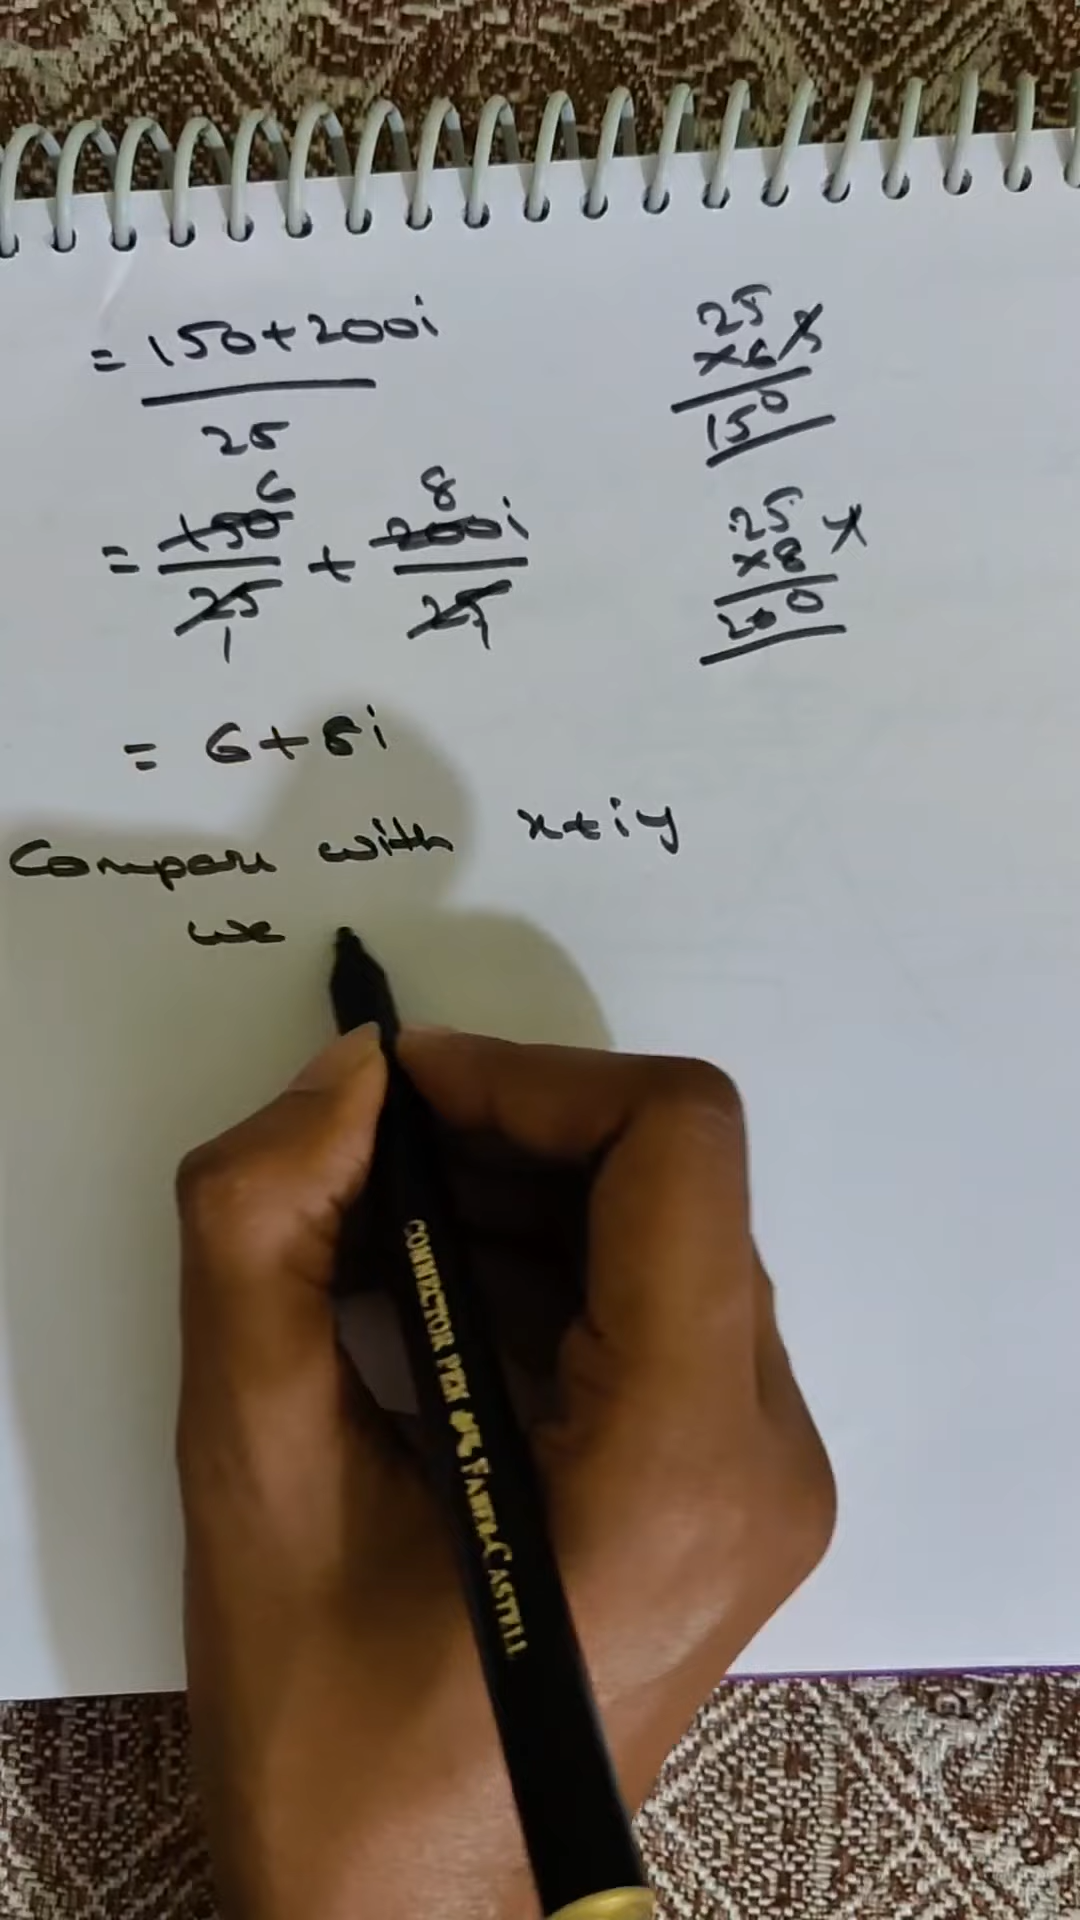 = 150+200i
25
= 150 6 + 200i 8
25 1 25 1
= 6+8i
Compare with x+iy
we
25
×6
150
25 ×
×8
200
CONNECTOR PEN FABER-CASTELL